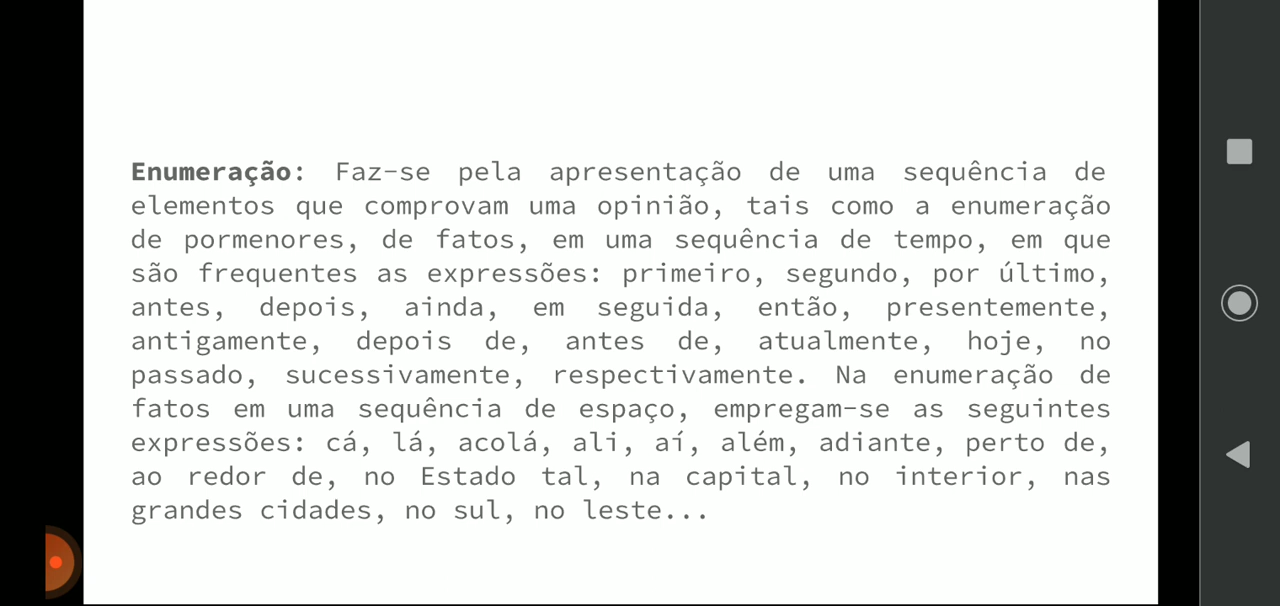 Enumeração: Faz-se pela apresentação de uma sequência de
elementos que comprovam uma opinião, tais como a enumeração
de pormenores, de fatos, em uma sequência de tempo, em que
são frequentes as expressões: primeiro, segundo, por último,
antes, depois, ainda, em seguida, então, presentemente,
antigamente, depois de, antes de, atualmente, hoje, no
passado, sucessivamente, respectivamente. Na enumeração de
fatos em uma sequência de espaço, empregam-se as seguintes
expressões: cá, lá, acolá, ali, aí, além, adiante, perto de,
ao redor de, no Estado tal, na capital, no interior, nas
grandes cidades, no sul, no leste...